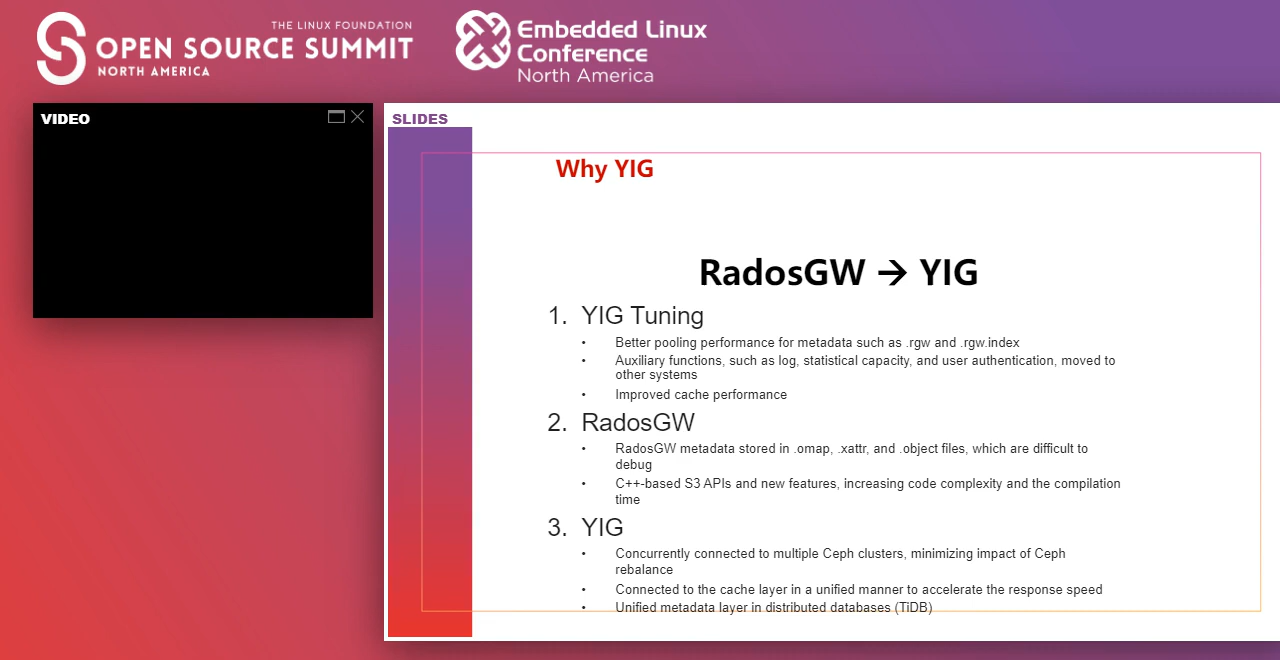 THE LINUX FOUNDATION
OPEN SOURCE SUMMIT
NORTH AMERICA
Embedded Linux
Conference
North America
VIDEO
SLIDES
Why YIG
RadosGW → YIG
1. YIG Tuning
• Better pooling performance for metadata such as .rgw and .rgw.index
• Auxiliary functions, such as log, statistical capacity, and user authentication, moved to
other systems
• Improved cache performance
2. RadosGW
• RadosGW metadata stored in .omap, .xattr, and .object files, which are difficult to
debug
• C++-based S3 APIs and new features, increasing code complexity and the compilation
time
3. YIG
• Concurrently connected to multiple Ceph clusters, minimizing impact of Ceph
rebalance
• Connected to the cache layer in a unified manner to accelerate the response speed
• Unified metadata layer in distributed databases (TiDB)